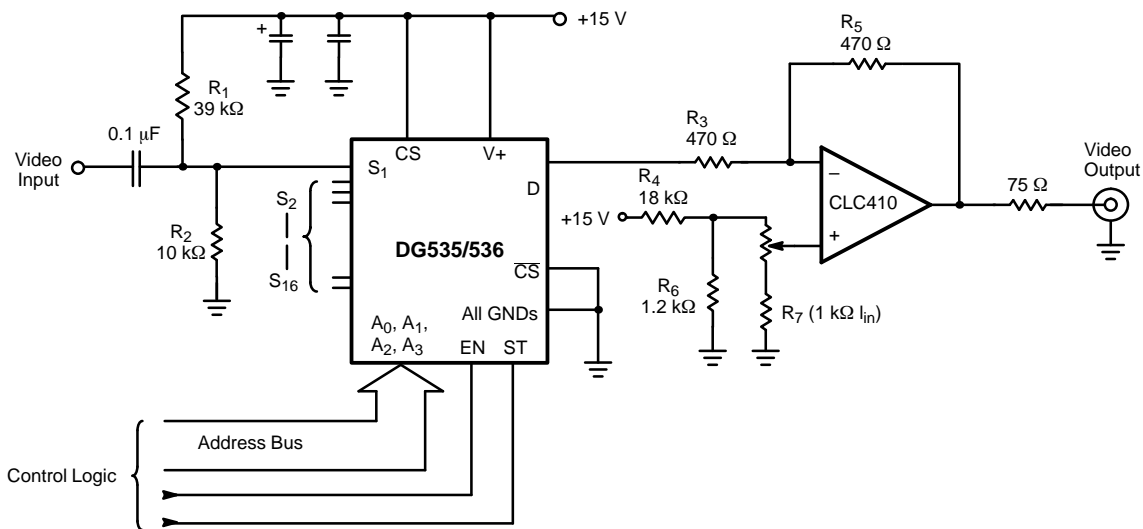 +15 V
+
R1
39 kΩ
0.1 μF
Video
Input
R2
10 kΩ
S1
CS
V+
S2
S16
D
DG535/536
CS
All GNDs
A0, A1,
A2, A3
EN
ST
Address Bus
Control Logic
R3
470 Ω
R5
470 Ω
R4
18 kΩ
+15 V
R6
1.2 kΩ
R7 (1 kΩ lin)
–
CLC410
+
75 Ω
Video
Output